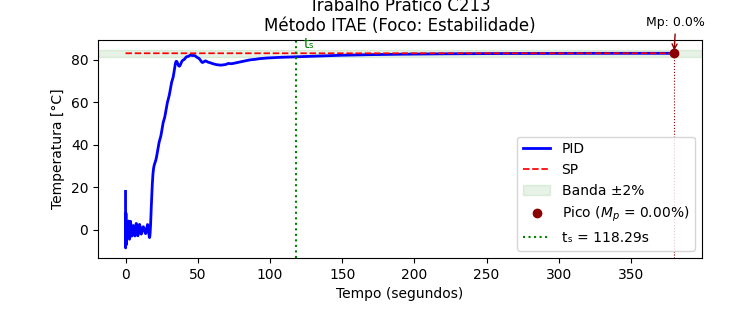 Trabalho Prático C213
Método ITAE (Foco: Estabilidade)
Mp: 0.0%
tₛ
Temperatura [°C]
80
60
40
20
0
PID
SP
Banda ±2%
Pico (Mp = 0.00%)
tₛ = 118.29s
0 50 100 150 200 250 300 350
Tempo (segundos)